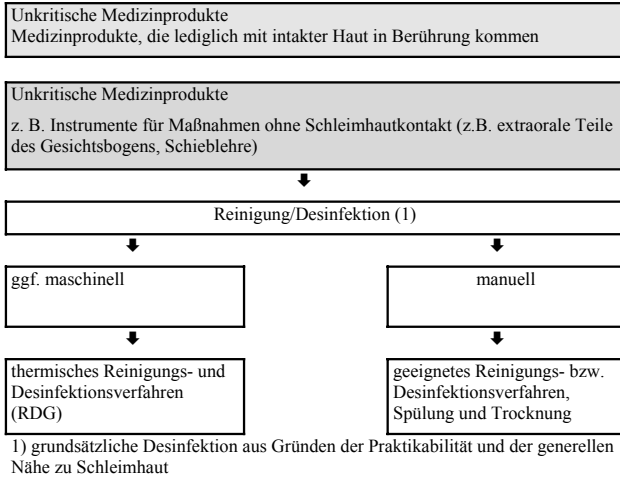 Unkritische Medizinprodukte
Medizinprodukte, die lediglich mit intakter Haut in Berührung kommen
Unkritische Medizinprodukte
z. B. Instrumente für Maßnahmen ohne Schleimhautkontakt (z.B. extraorale Teile
des Gesichtsbogens, Schieblehre)
Reinigung/Desinfektion (1)
ggf. maschinell
manuell
thermisches Reinigungs- und
Desinfektionsverfahren
(RDG)
geeignetes Reinigungs- bzw.
Desinfektionsverfahren,
Spülung und Trocknung
1) grundsätzliche Desinfektion aus Gründen der Praktikabilität und der generellen
Nähe zu Schleimhaut